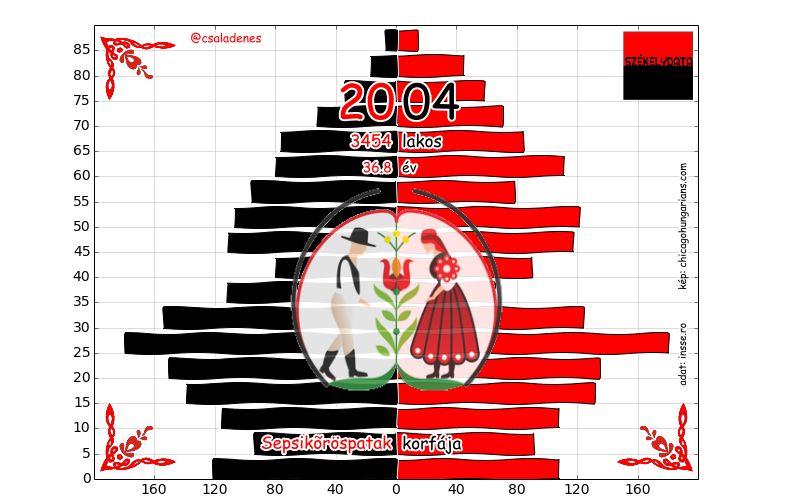 @csaladenes
SZÉKELYDATA
2004
3454 lakos
36.8 év
kép: chicagohungarians.com
adat: insse.ro
Sepsikőröspatak korfája
85
80
75
70
65
60
55
50
45
40
35
30
25
20
15
10
5
0
160 120 80 40 0 40 80 120 160